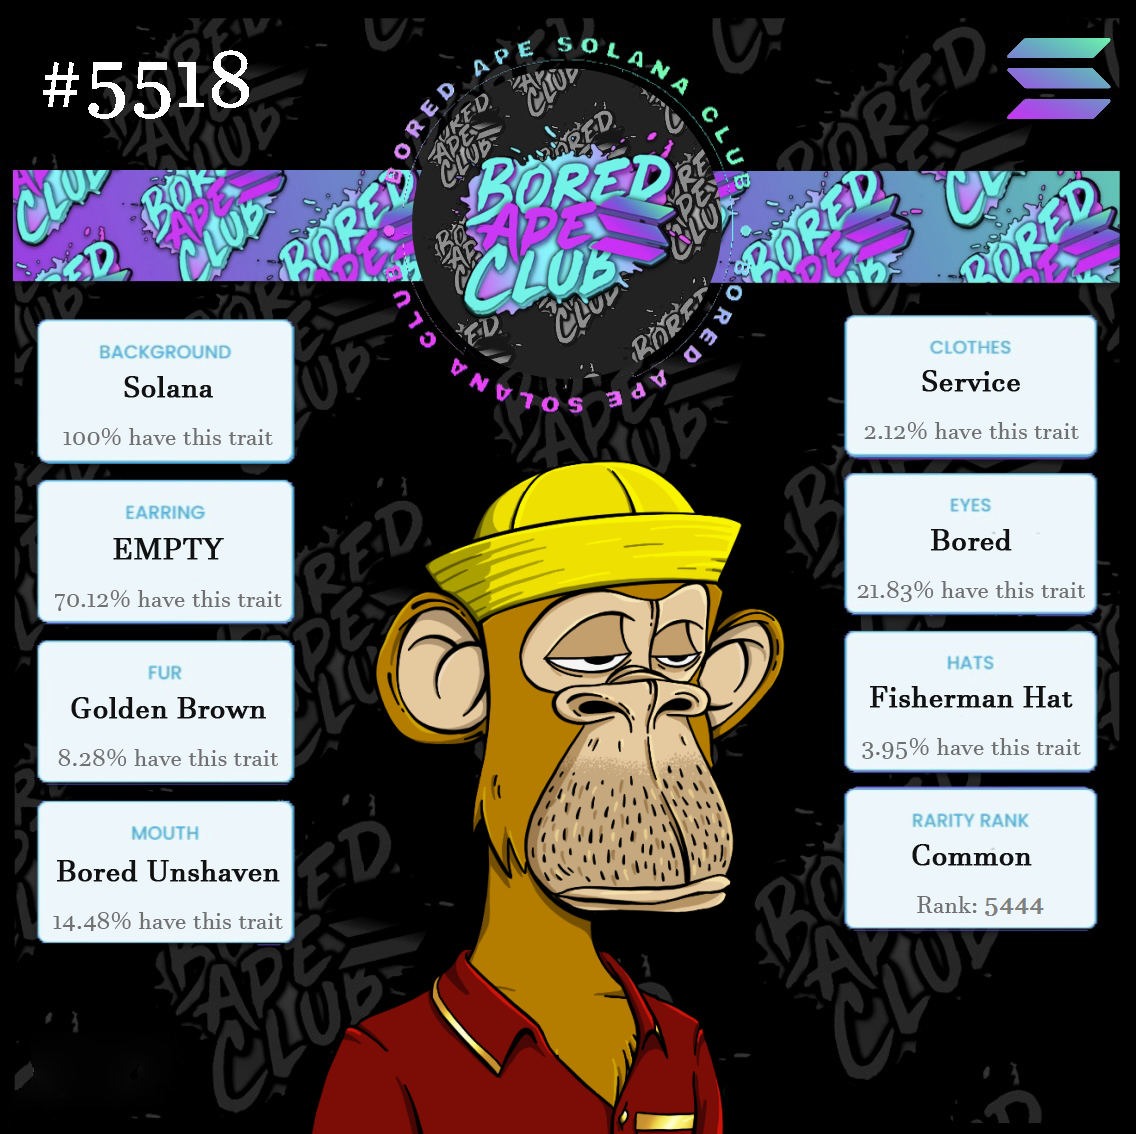 #5518
BORED APE SOLANA CLUB
BORED APE SOLANA CLUB
BORED
APE
CLUB
BACKGROUND
Solana
100% have this trait
EARRING
EMPTY
70.12% have this trait
FUR
Golden Brown
8.28% have this trait
MOUTH
Bored Unshaven
14.48% have this trait
CLOTHES
Service
2.12% have this trait
EYES
Bored
21.83% have this trait
HATS
Fisherman Hat
3.95% have this trait
RARITY RANK
Common
Rank: 5444